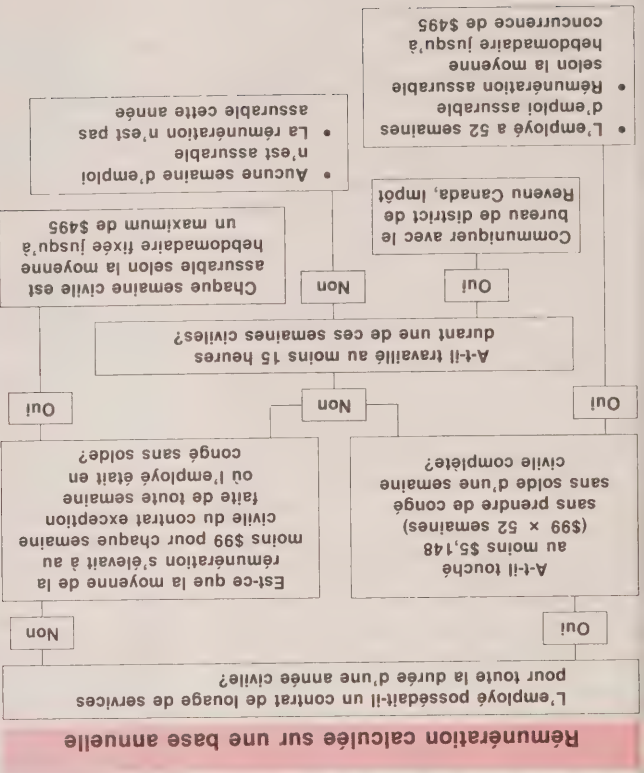 Rémunération calculée sur une base annuelle
L'employé possédait-il un contrat de louage de services
pour toute la durée d'une année civile?
Oui
Non
A-t-il touché
au moins $5,148
($99 × 52 semaines)
sans prendre de congé
sans solde d'une semaine
civile complète?
Est-ce que la moyenne de la
rémunération s'élevait à au
moins $99 pour chaque semaine
civile du contrat exception
faite de toute semaine
où l'employé était en
congé sans solde?
Oui
Non
Oui
A-t-il travaillé au moins 15 heures
durant une de ces semaines civiles?
Oui
Non
Chaque semaine civile est
assurable selon la moyenne
hebdomadaire fixée jusqu'à
un maximum de $495
Communiquer avec le
bureau de district de
Revenu Canada, Impôt
• Aucune semaine d'emploi
n'est assurable
• La rémunération n'est pas
assurable cette année
• L'employé a 52 semaines
d'emploi assurable
• Rémunération assurable
selon la moyenne
hebdomadaire jusqu'à
concurrence de $495